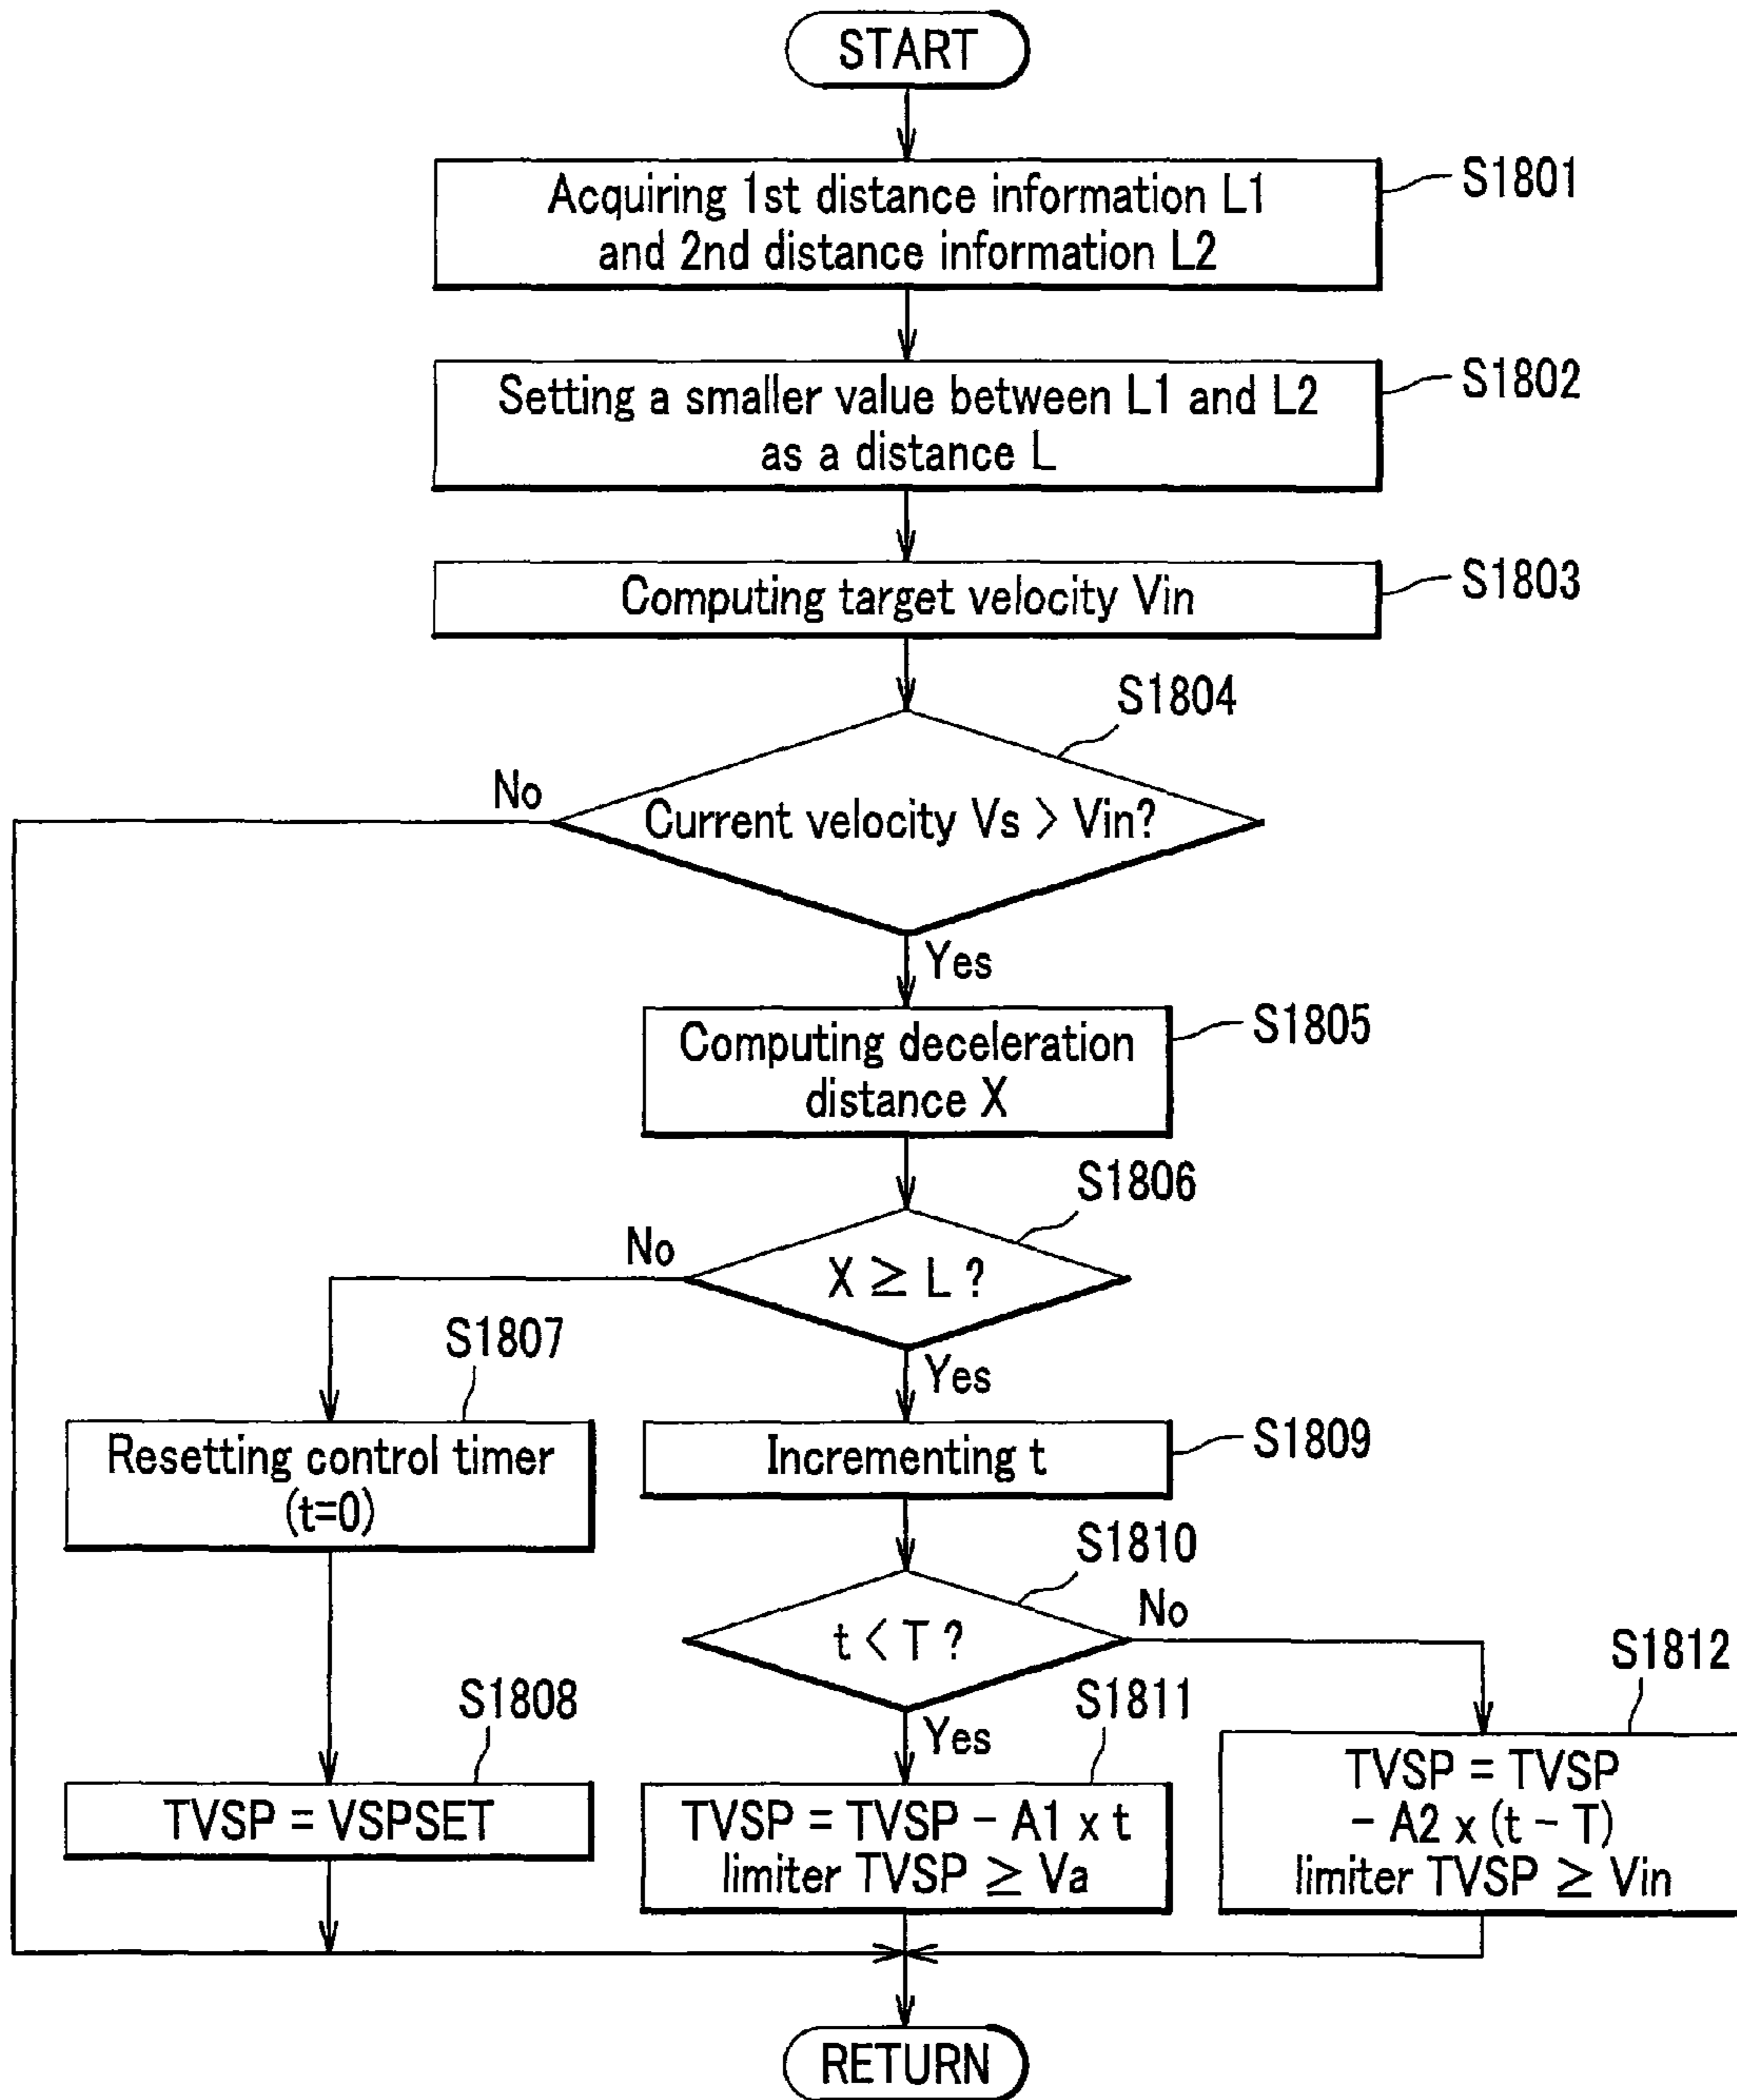 START
S1801
Acquiring 1st distance information L1
and 2nd distance information L2
S1802
Setting a smaller value between L1 and L2
as a distance L
S1803
Computing target velocity Vin
S1804
No
Current velocity Vs > Vin?
Yes
S1805
Computing deceleration
distance X
S1806
No
X ≥ L ?
S1807
Yes
Resetting control timer
(t=0)
S1809
Incrementing t
S1810
No
t < T ?
S1812
S1808
S1811
Yes
TVSP = VSPSET
TVSP = TVSP - A1 x t
limiter TVSP ≥ Va
TVSP = TVSP
- A2 x (t - T)
limiter TVSP ≥ Vin
RETURN